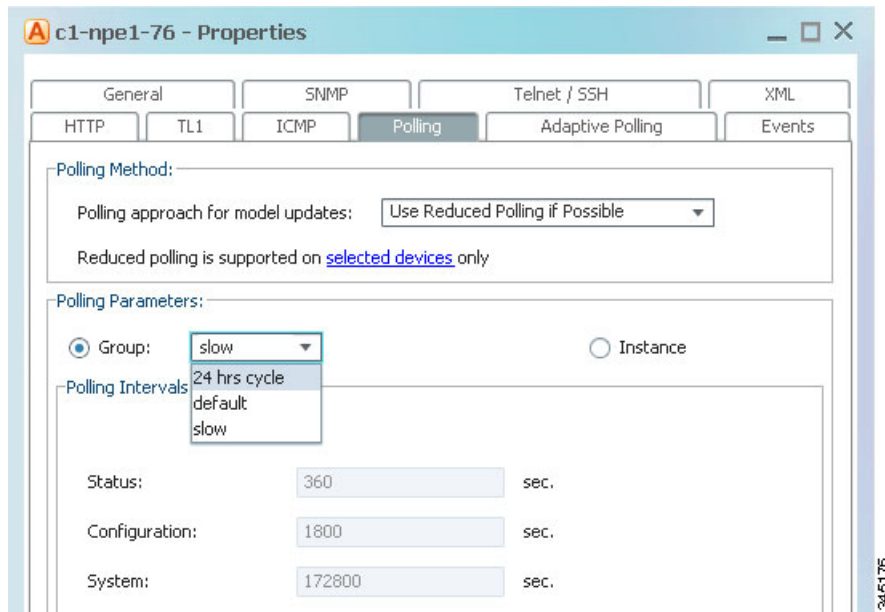 A c1-npe1-76 - Properties
General SNMP Telnet / SSH XML
HTTP TL1 ICMP Polling Adaptive Polling Events
Polling Method:
Polling approach for model updates: Use Reduced Polling if Possible
Reduced polling is supported on selected devices only
Polling Parameters:
Group: slow Instance
24 hrs cycle
Polling Intervals
default
slow
Status: 360 sec.
Configuration: 1800 sec.
System: 172800 sec.